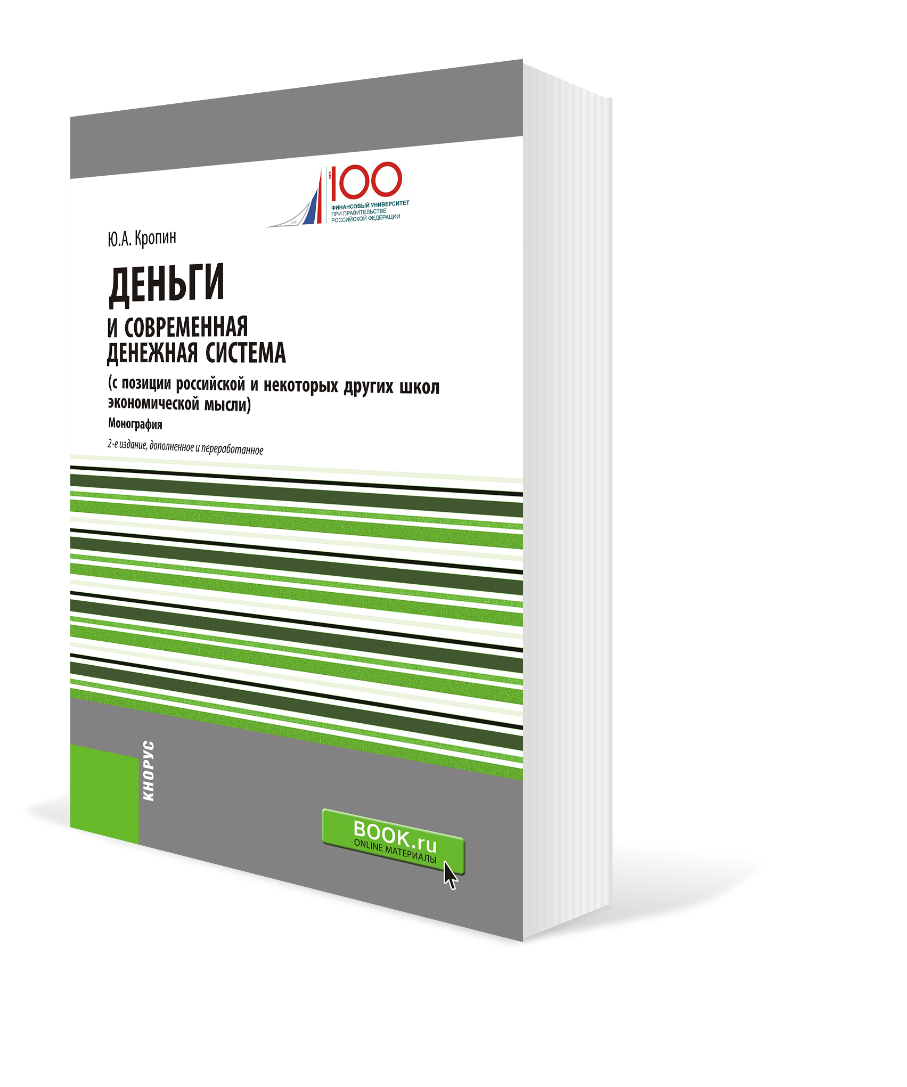 100
ЛЕТ
ФИНАНСОВЫЙ УНИВЕРСИТЕТ
ПРИ ПРАВИТЕЛЬСТВЕ
РОССИЙСКОЙ ФЕДЕРАЦИИ
Ю.А. Кропин
ДЕНЬГИ
И СОВРЕМЕННАЯ
ДЕНЕЖНАЯ СИСТЕМА
(с позиции российской и некоторых других школ
экономической мысли)
Монография
2-е издание, дополненное и переработанное
КНОРУС
BOOK.ru
ONLINE МАТЕРИАЛЫ